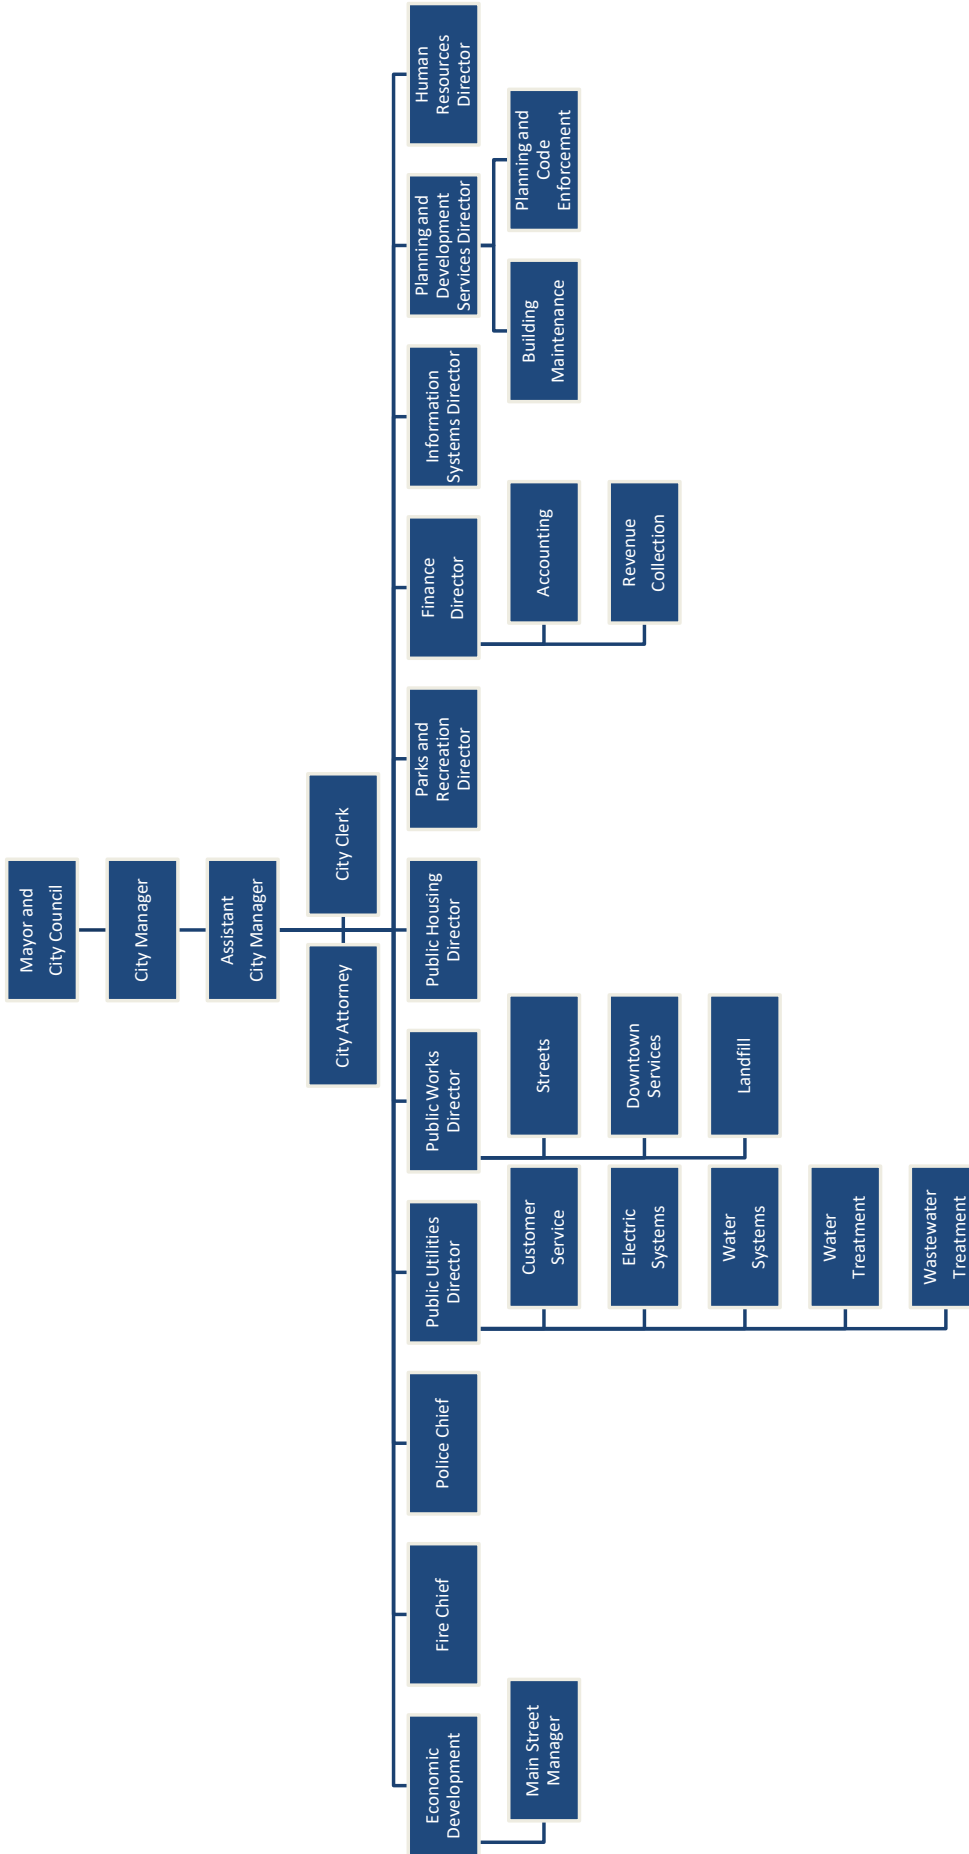 Mayor and
City Council
City Manager
Assistant
City Manager
City Attorney
City Clerk
Economic
Development
Main Street
Manager
Fire Chief
Police Chief
Public Utilities
Director
Customer
Service
Electric
Systems
Water
Systems
Water
Treatment
Wastewater
Treatment
Public Works
Director
Streets
Downtown
Services
Landfill
Public Housing
Director
Parks and
Recreation
Director
Finance
Director
Accounting
Revenue
Collection
Information
Systems Director
Planning and
Development
Services Director
Building
Maintenance
Planning and
Code
Enforcement
Human
Resources
Director